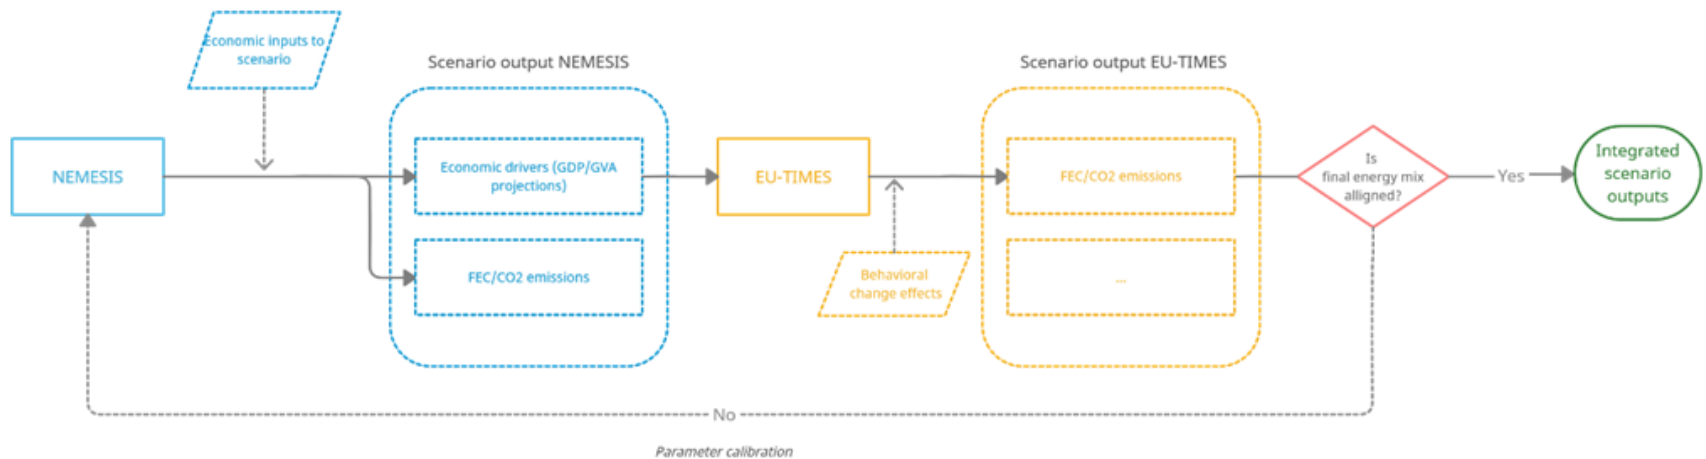 Economic inputs to
scenario
Scenario output NEMESIS
Scenario output EU-TIMES
NEMESIS
Economic drivers (GDP/GVA
projections)
EU-TIMES
FEC/CO2 emissions
Is
final energy mix
alligned?
Yes
Integrated
scenario
outputs
FEC/CO2 emissions
Behavioral
change effects
...
No
Parameter calibration